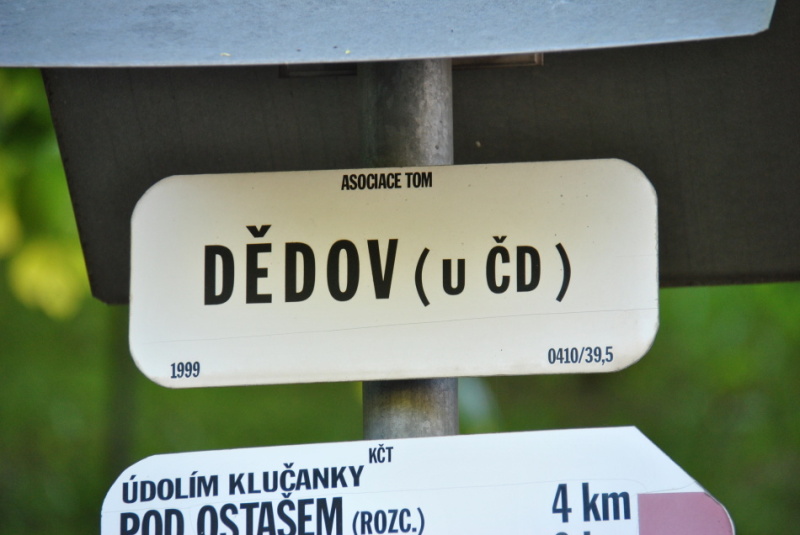 ASOCIACE TOM
DĚDOV (u ČD)
1999 0410/39,5
KČT
ÚDOLÍM KLUČANKY
POD OSTAŠEM (ROZC.) 4 km